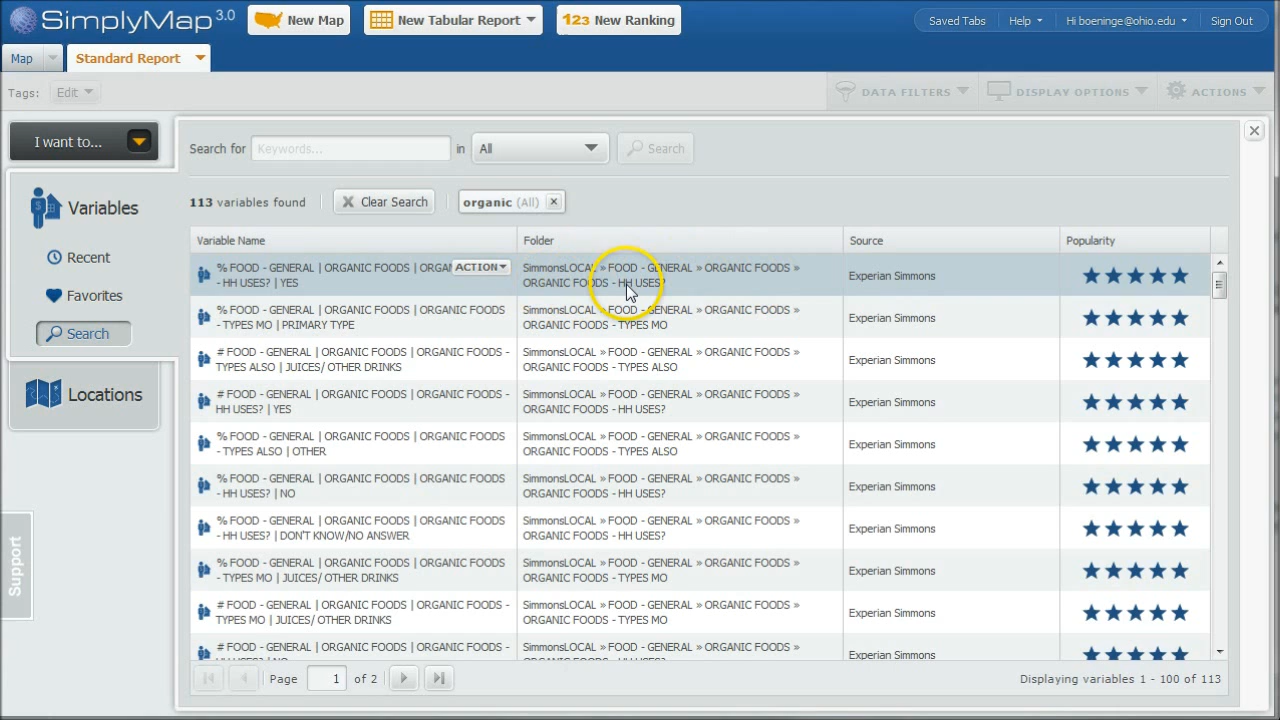 SimplyMap 3.0
New Map
New Tabular Report
123 New Ranking
Saved Tabs
Help
Hi boeninge@ohio.edu
Sign Out
Map
Standard Report
Tags:
Edit
DATA FILTERS
DISPLAY OPTIONS
ACTIONS
I want to...
Search for
Keywords...
in
All
Search
Variables
Recent
Favorites
Search
Locations
Support
113 variables found
Clear Search
organic (All)
Variable Name
Folder
Source
Popularity
% FOOD - GENERAL | ORGANIC FOODS | ORGA
ACTION
- HH USES? | YES
SimmonsLOCAL » FOOD - GENERAL » ORGANIC FOODS »
ORGANIC FOODS - HH USES?
Experian Simmons
% FOOD - GENERAL | ORGANIC FOODS | ORGANIC FOODS
- TYPES MO | PRIMARY TYPE
SimmonsLOCAL » FOOD - GENERAL » ORGANIC FOODS »
ORGANIC FOODS - TYPES MO
Experian Simmons
# FOOD - GENERAL | ORGANIC FOODS | ORGANIC FOODS -
TYPES ALSO | JUICES/ OTHER DRINKS
SimmonsLOCAL » FOOD - GENERAL » ORGANIC FOODS »
ORGANIC FOODS - TYPES ALSO
Experian Simmons
# FOOD - GENERAL | ORGANIC FOODS | ORGANIC FOODS -
HH USES? | YES
SimmonsLOCAL » FOOD - GENERAL » ORGANIC FOODS »
ORGANIC FOODS - HH USES?
Experian Simmons
% FOOD - GENERAL | ORGANIC FOODS | ORGANIC FOODS
- TYPES ALSO | OTHER
SimmonsLOCAL » FOOD - GENERAL » ORGANIC FOODS »
ORGANIC FOODS - TYPES ALSO
Experian Simmons
% FOOD - GENERAL | ORGANIC FOODS | ORGANIC FOODS
- HH USES? | NO
SimmonsLOCAL » FOOD - GENERAL » ORGANIC FOODS »
ORGANIC FOODS - HH USES?
Experian Simmons
% FOOD - GENERAL | ORGANIC FOODS | ORGANIC FOODS
- HH USES? | DON'T KNOW/NO ANSWER
SimmonsLOCAL » FOOD - GENERAL » ORGANIC FOODS »
ORGANIC FOODS - HH USES?
Experian Simmons
% FOOD - GENERAL | ORGANIC FOODS | ORGANIC FOODS
- TYPES MO | JUICES/ OTHER DRINKS
SimmonsLOCAL » FOOD - GENERAL » ORGANIC FOODS »
ORGANIC FOODS - TYPES MO
Experian Simmons
# FOOD - GENERAL | ORGANIC FOODS | ORGANIC FOODS -
TYPES MO | JUICES/ OTHER DRINKS
SimmonsLOCAL » FOOD - GENERAL » ORGANIC FOODS »
ORGANIC FOODS - TYPES MO
Experian Simmons
# FOOD - GENERAL | ORGANIC FOODS | ORGANIC FOODS -
SimmonsLOCAL » FOOD - GENERAL » ORGANIC FOODS »
Experian Simmons
Page 1 of 2
Displaying variables 1 - 100 of 113